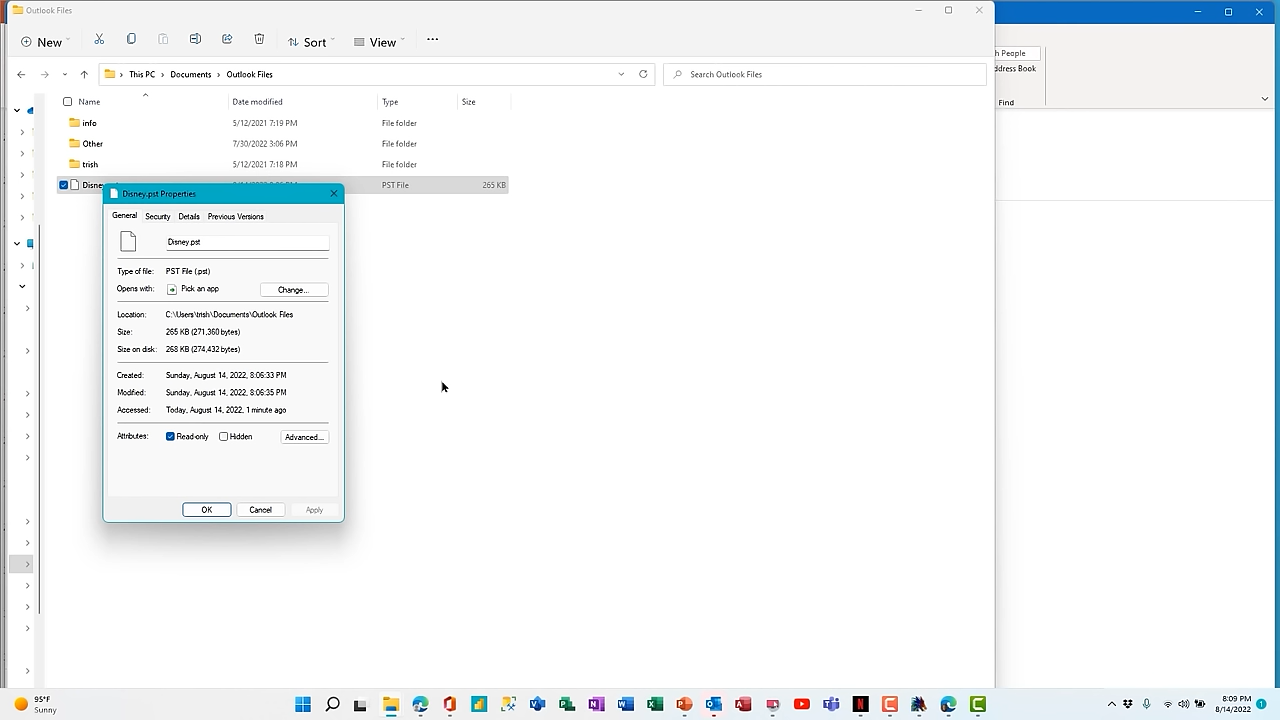 Outlook Files
New
Sort
View
This PC
Documents
Outlook Files
Search Outlook Files
Name
Date modified
Type
Size
info
5/12/2021 7:19 PM
File folder
Other
7/30/2022 3:06 PM
File folder
trish
5/12/2021 7:18 PM
File folder
PST File
265 KB
Disney.pst Properties
General
Security
Details
Previous Versions
Disney.pst
Type of file:
PST File (.pst)
Opens with:
Pick an app
Change...
Location:
C:\Users\trish\Documents\Outlook Files
Size:
265 KB (271,360 bytes)
Size on disk:
268 KB (274,432 bytes)
Created:
Sunday, August 14, 2022, 8:06:33 PM
Modified:
Sunday, August 14, 2022, 8:06:35 PM
Accessed:
Today, August 14, 2022, 1 minute ago
Attributes:
Read-only
Hidden
Advanced...
OK
Cancel
Apply
h People
ddress Book
Find
95°F
Sunny
8:09 PM
8/14/2022
1